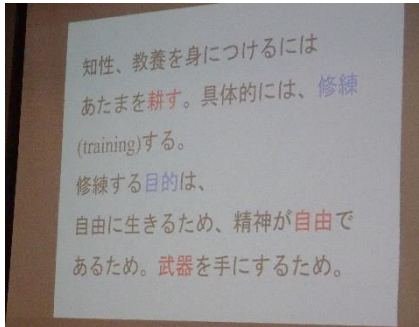 知性、教養を身につけるには
あたまを耕す。具体的には、修練
(training)する。
修練する目的は、
自由に生きるため、精神が自由で
あるため。武器を手にするため。